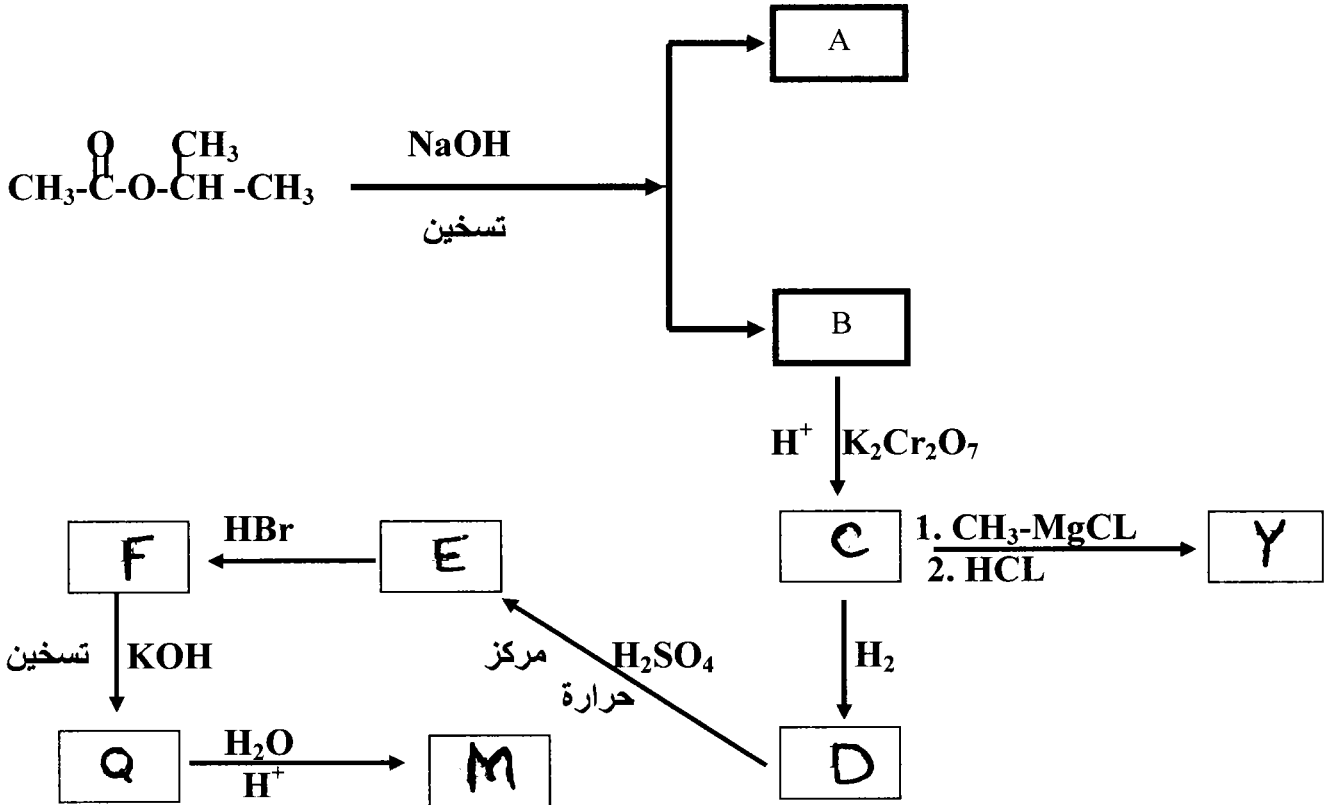 A
O CH₃
CH₃-C-O-CH -CH₃
NaOH
تسخين
B
H⁺ K₂Cr₂O₇
F
HBr
E
C
1. CH₃-MgCL
2. HCL
Y
تسخين KOH
مركز H₂SO₄
حرارة
H₂
Q
H₂O
H⁺
M
D